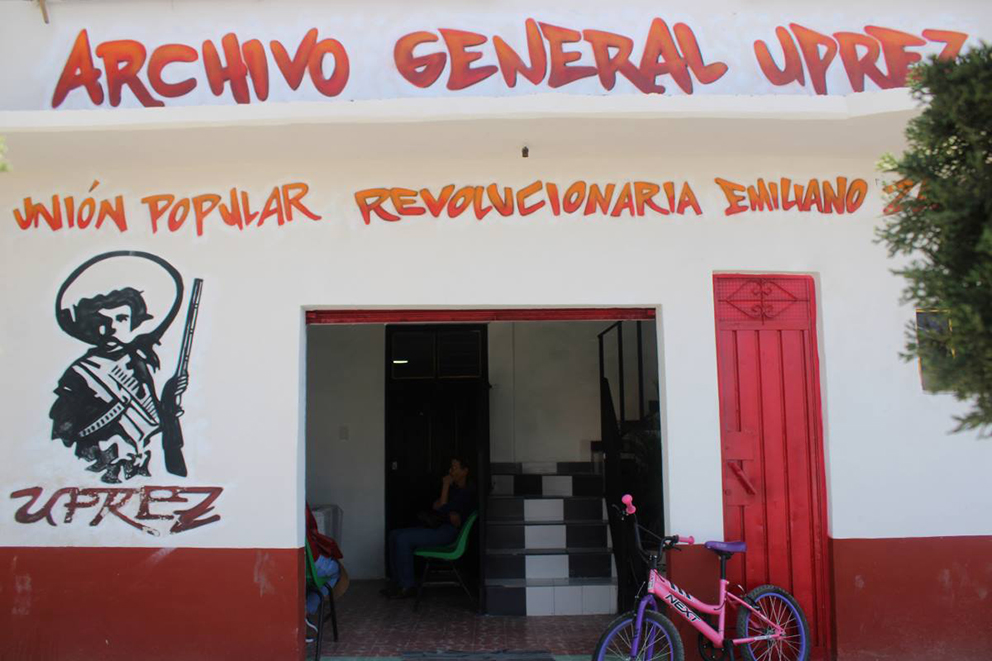 ARCHIVO GENERAL UPREZ
UNIÓN POPULAR REVOLUCIONARIA EMILIANO
UPREZ
NEXT